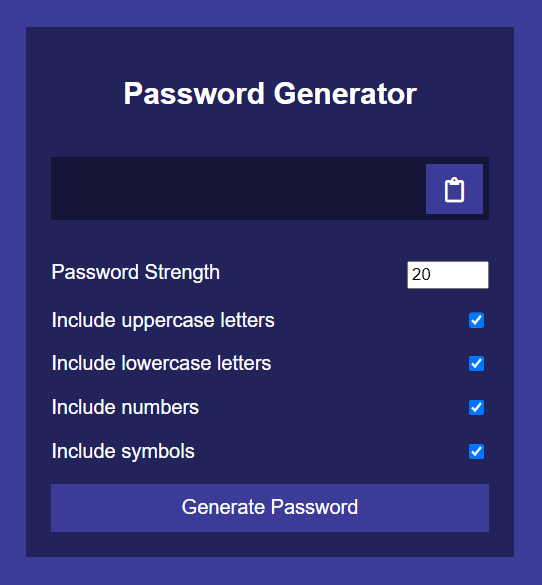 Password Generator
Password Strength 20
Include uppercase letters
Include lowercase letters
Include numbers
Include symbols
Generate Password